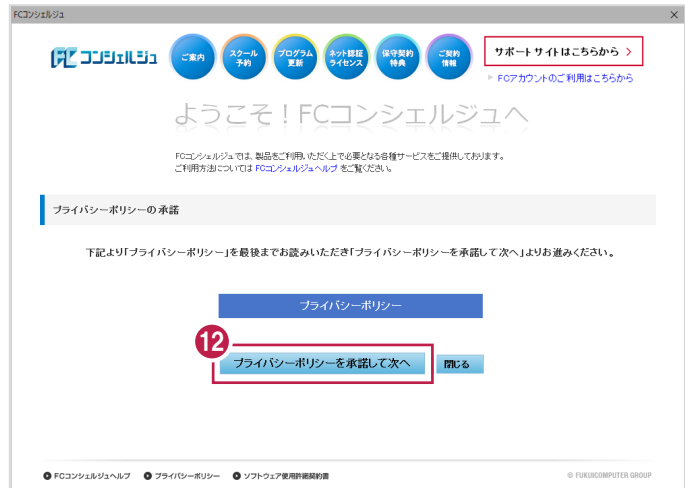 FCコンシェルジュ
FCコンシェルジュ
ご案内
スクール
予約
プログラム
更新
ネット認証
ライセンス
保守契約
特典
ご契約
情報
サポートサイトはこちらから >
FCアカウントのご利用はこちらから
ようこそ！FCコンシェルジュへ
FCコンシェルジュでは、製品をご利用いただく上で必要となる各種サービスをご提供しております。
ご利用方法については FCコンシェルジュヘルプ をご覧ください。
プライバシーポリシーの承諾
下記より「プライバシーポリシー」を最後までお読みいただき「プライバシーポリシーを承諾して次へ」よりお進みください。
プライバシーポリシー
12
プライバシーポリシーを承諾して次へ 閉じる
FCコンシェルジュヘルプ プライバシーポリシー ソフトウェア使用許諾契約書 © FUKUICOMPUTER GROUP